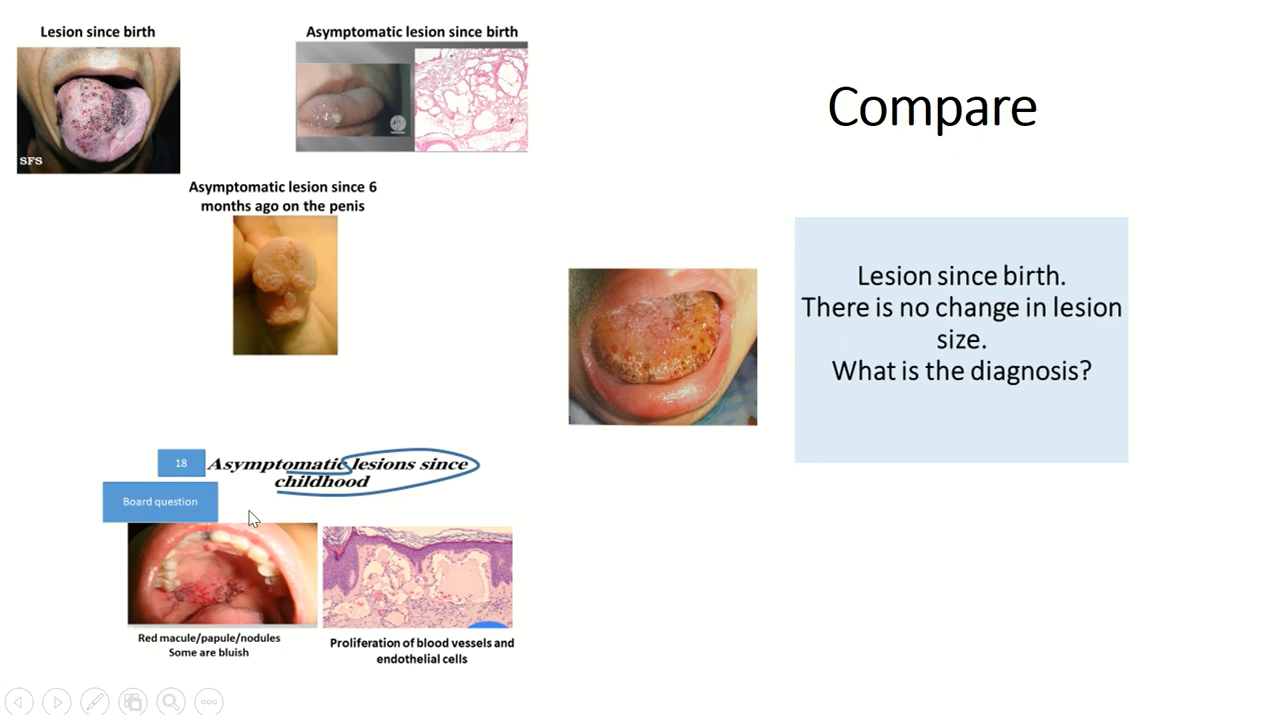 Lesion since birth
SFS
Asymptomatic lesion since birth
Asymptomatic lesion since 6
months ago on the penis
Compare
Lesion since birth.
There is no change in lesion
size.
What is the diagnosis?
18
Asymptomatic lesions since
childhood
Board question
Red macule/papule/nodules
Some are bluish
Proliferation of blood vessels and
endothelial cells